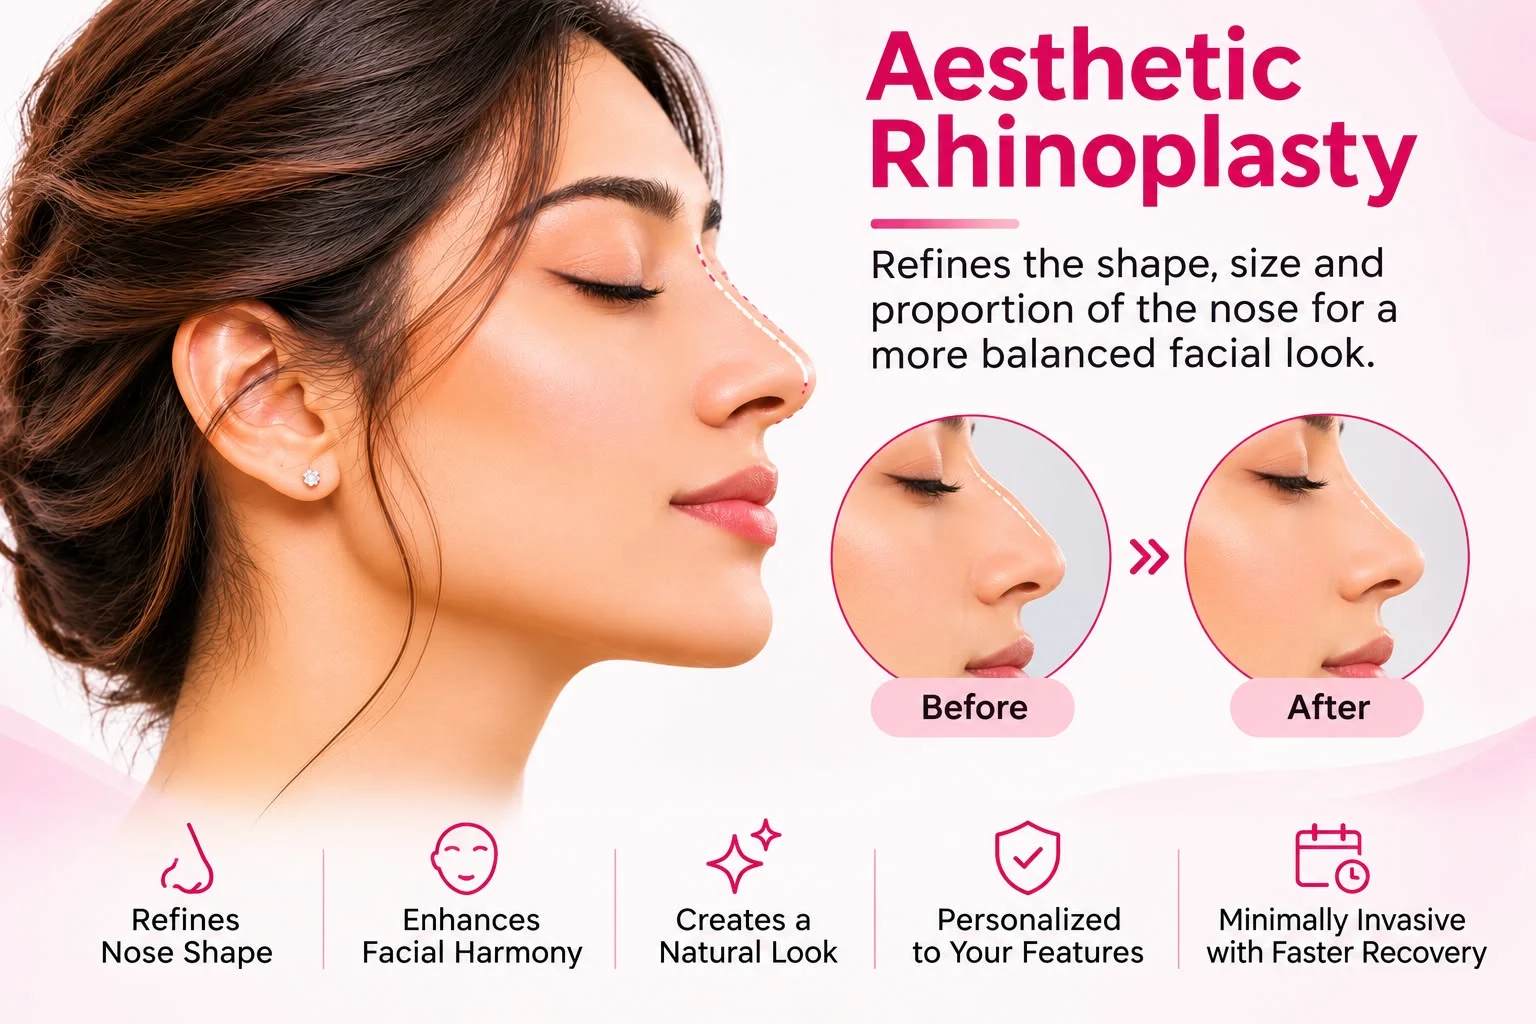 Aesthetic
Rhinoplasty
Refines the shape, size and
proportion of the nose for a
more balanced facial look.
Before
After
Refines
Nose Shape
Enhances
Facial Harmony
Creates a
Natural Look
Personalized
to Your Features
Minimally Invasive
with Faster Recovery